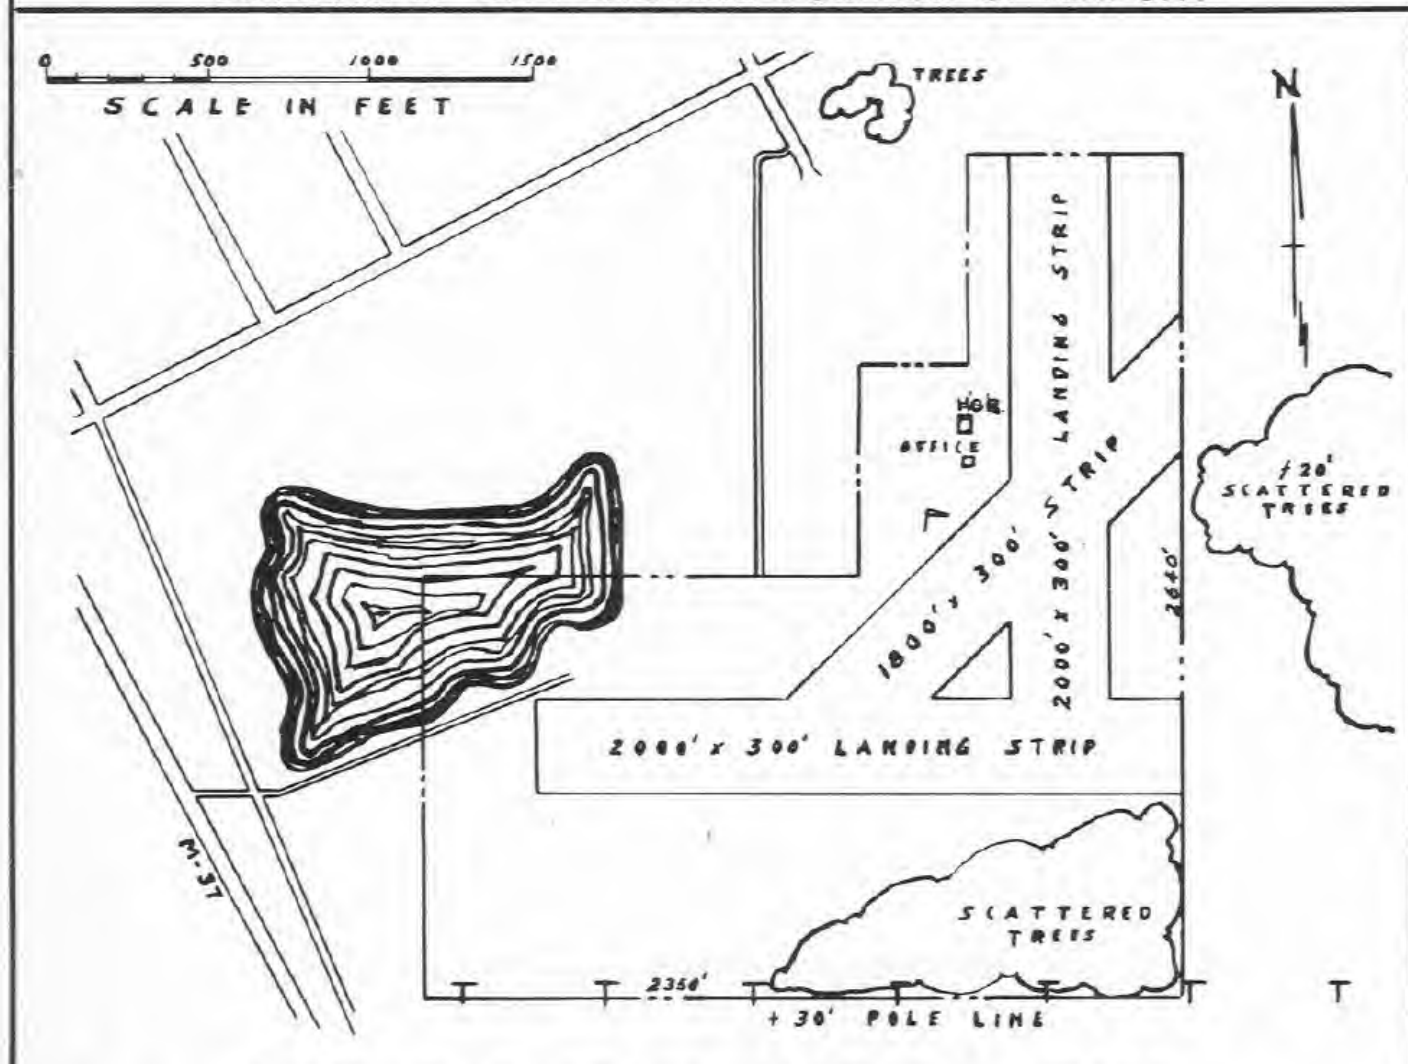 0 500 1000 1500
SCALE IN FEET
TREES
N
2000' X 300' LANDING STRIP
HGR
OFFICE
1800' X 300' STRIP
+20'
SCATTERED
TREES
2640'
2000' X 300' LANDING STRIP
M-37
SCATTERED
TREES
2350'
+30' POLE LINE